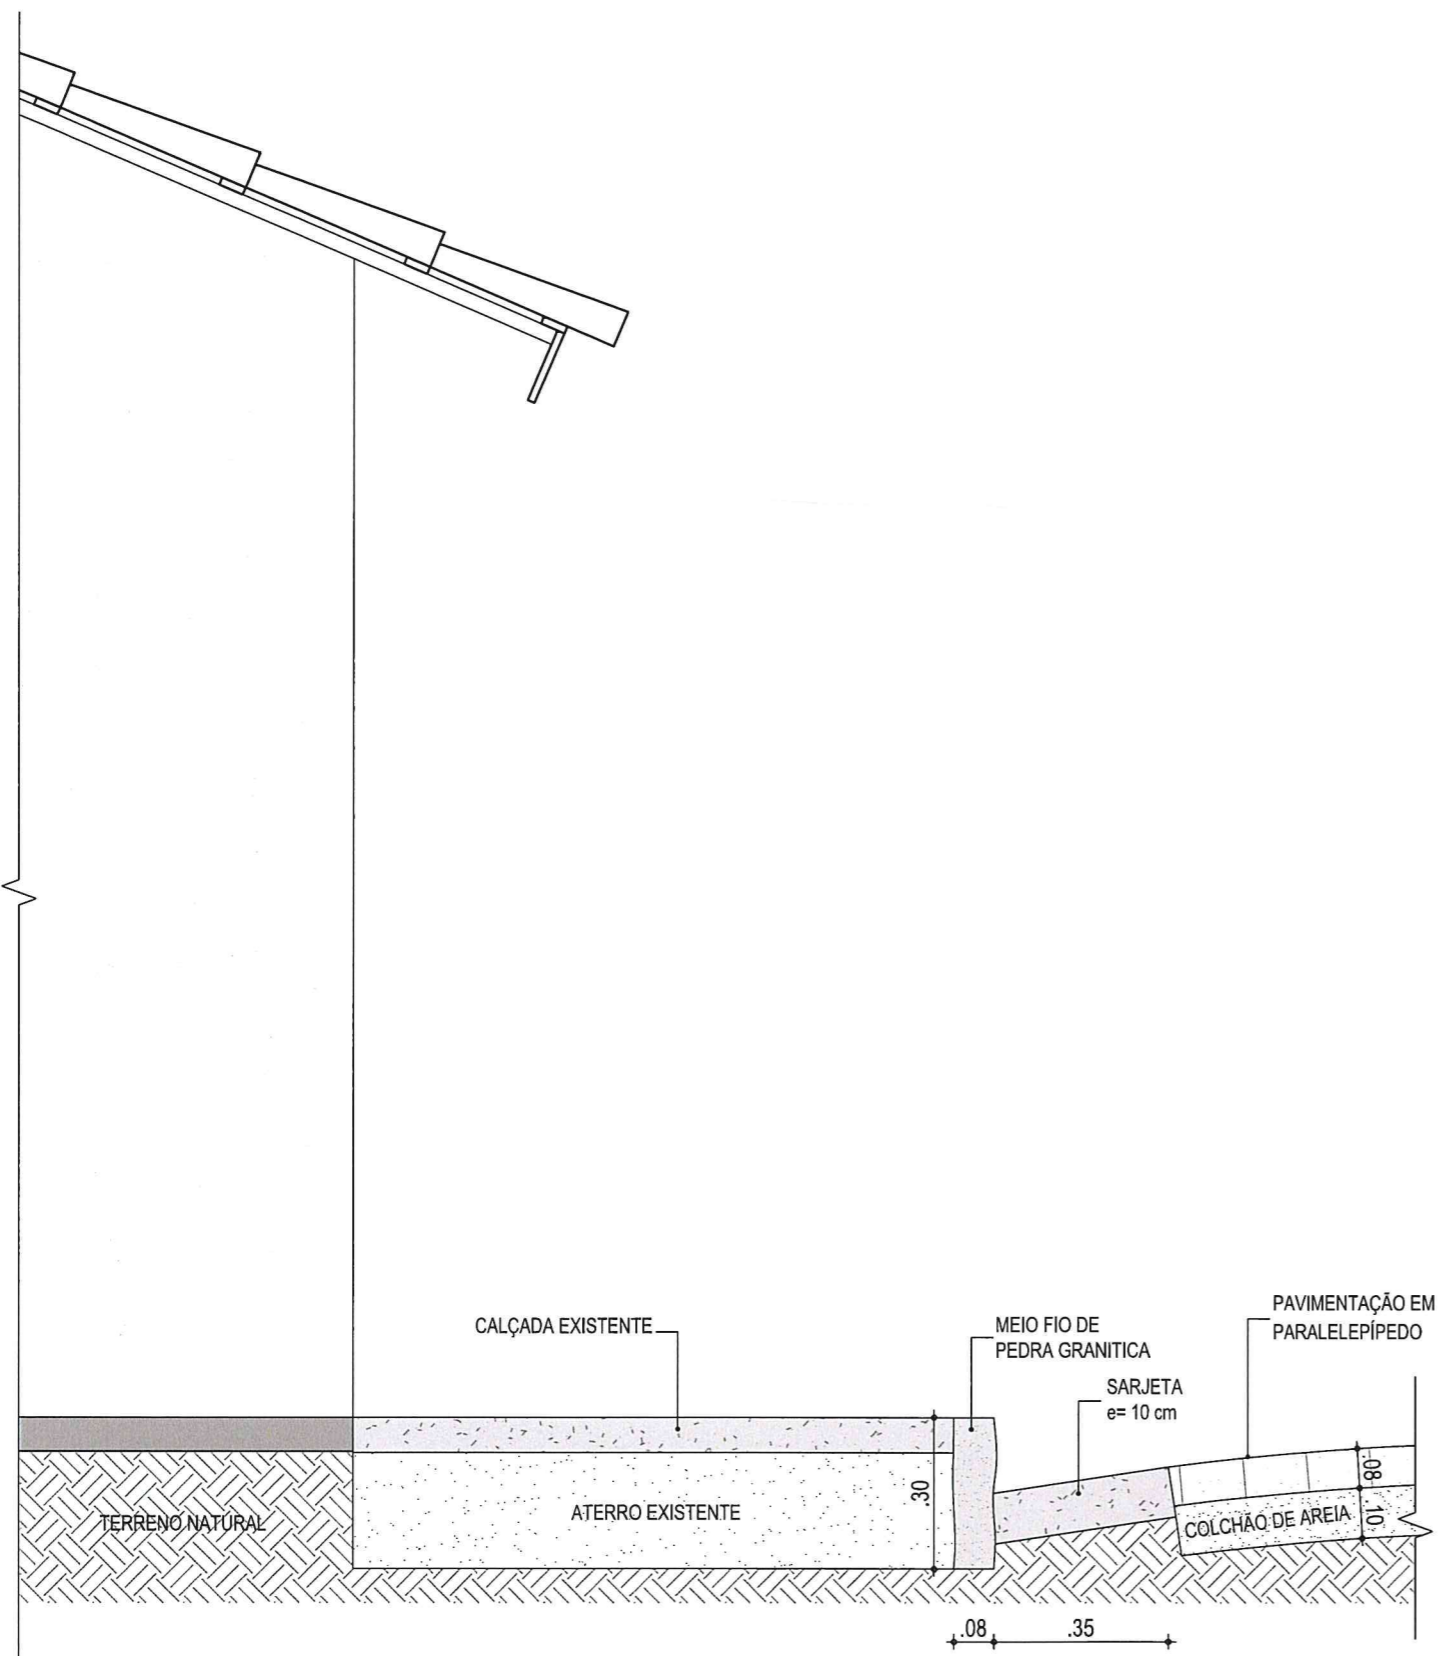 PAVIMENTAÇÃO EM
PARALELEPÍPEDO
CALÇADA EXISTENTE
MEIO FIO DE
PEDRA GRANITICA
SARJETA
e= 10 cm
.30
.08
.10
TERRENO NATURAL
ATERRO EXISTENTE
COLCHÃO DE AREIA
.08
.35